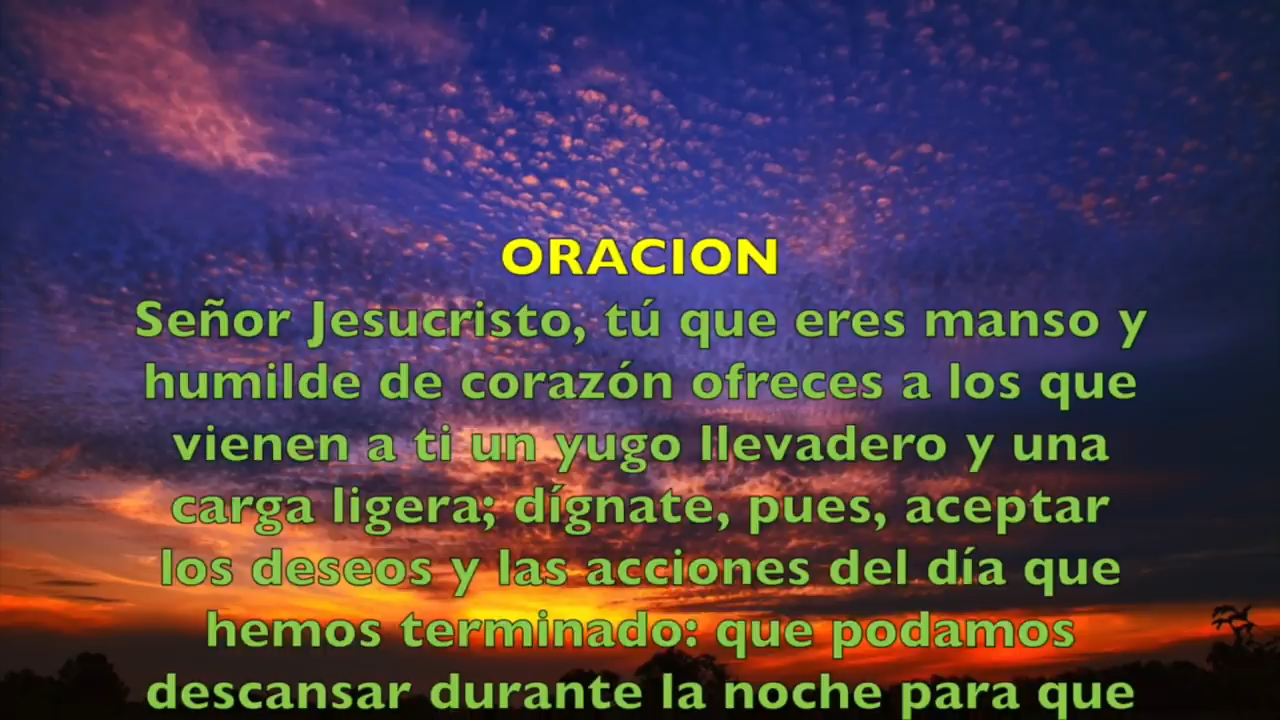 ORACION
Señor Jesucristo, tú que eres manso y
humilde de corazón ofreces a los que
vienen a ti un yugo llevadero y una
carga ligera; dígnate, pues, aceptar
los deseos y las acciones del día que
hemos terminado: que podamos
descansar durante la noche para que